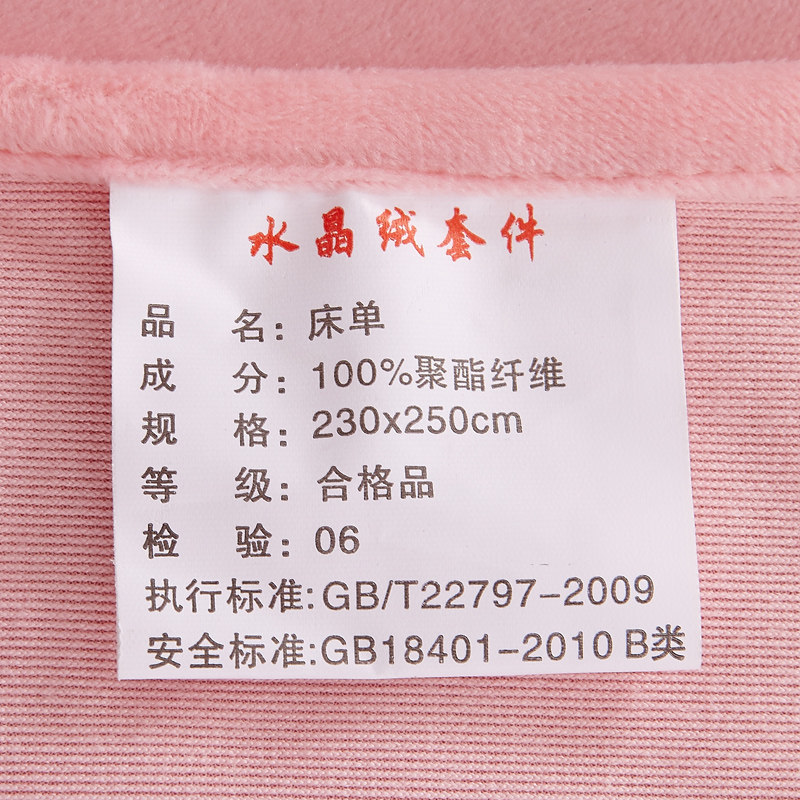 水晶绒套件
品 名：床单
成 分：100%聚酯纤维
规 格：230x250cm
等 级：合格品
检 验：06
执行标准:GB/T22797-2009
安全标准:GB18401-2010 B类